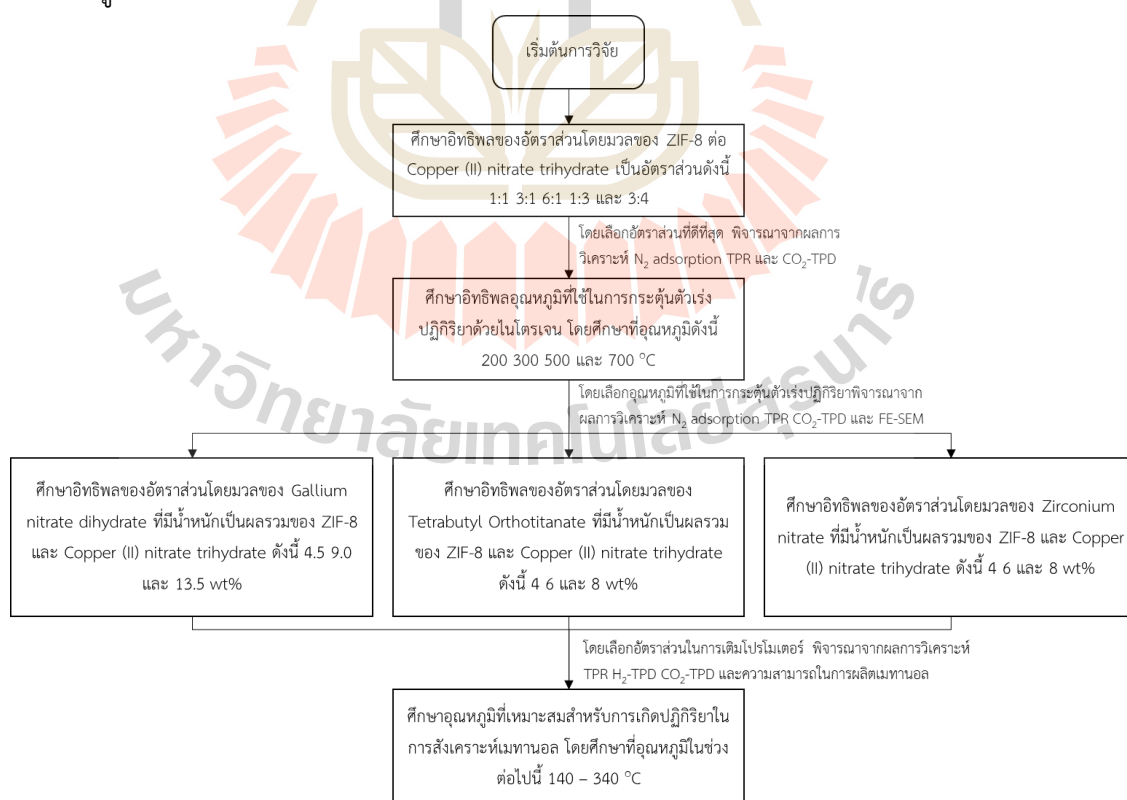 เริ่มต้นการวิจัย
ศึกษาอิทธิพลของอัตราส่วนโดยมวลของ ZIF-8 ต่อ
Copper (II) nitrate trihydrate เป็นอัตราส่วนดังนี้
1:1 3:1 6:1 1:3 และ 3:4
โดยเลือกอัตราส่วนที่ดีที่สุด พิจารณาจากผลการ
วิเคราะห์ N₂ adsorption TPR และ CO₂-TPD
ศึกษาอิทธิพลอุณหภูมิที่ใช้ในการกระตุ้นตัวเร่ง
ปฏิกิริยาด้วยไนโตรเจน โดยศึกษาที่อุณหภูมิดังนี้
200 300 500 และ 700 ᴼC
โดยเลือกอุณหภูมิที่ใช้ในการกระตุ้นตัวเร่งปฏิกิริยาพิจารณาจาก
ผลการวิเคราะห์ N₂ adsorption TPR CO₂-TPD และ FE-SEM
มหาวิทยาลัยเทคโนโลยีสุรนารี
ศึกษาอิทธิพลของอัตราส่วนโดยมวลของ Gallium
nitrate dihydrate ที่มีน้ำหนักเป็นผลรวมของ ZIF-8
และ Copper (II) nitrate trihydrate ดังนี้ 4.5 9.0
และ 13.5 wt%
ศึกษาอิทธิพลของอัตราส่วนโดยมวลของ
Tetrabutyl Orthotitanate ที่มีน้ำหนักเป็นผลรวม
ของ ZIF-8 และ Copper (II) nitrate trihydrate
ดังนี้ 4 6 และ 8 wt%
ศึกษาอิทธิพลของอัตราส่วนโดยมวลของ Zirconium
nitrate ที่มีน้ำหนักเป็นผลรวมของ ZIF-8 และ Copper
(II) nitrate trihydrate ดังนี้ 4 6 และ 8 wt%
โดยเลือกอัตราส่วนในการเติมโปรโมเตอร์ พิจารณาจากผลการวิเคราะห์
TPR H₂-TPD CO₂-TPD และความสามารถในการผลิตเมทานอล
ศึกษาอุณหภูมิที่เหมาะสมสำหรับการเกิดปฏิกิริยาใน
การสังเคราะห์เมทานอล โดยศึกษาที่อุณหภูมิในช่วง
ต่อไปนี้ 140 – 340 ᴼC